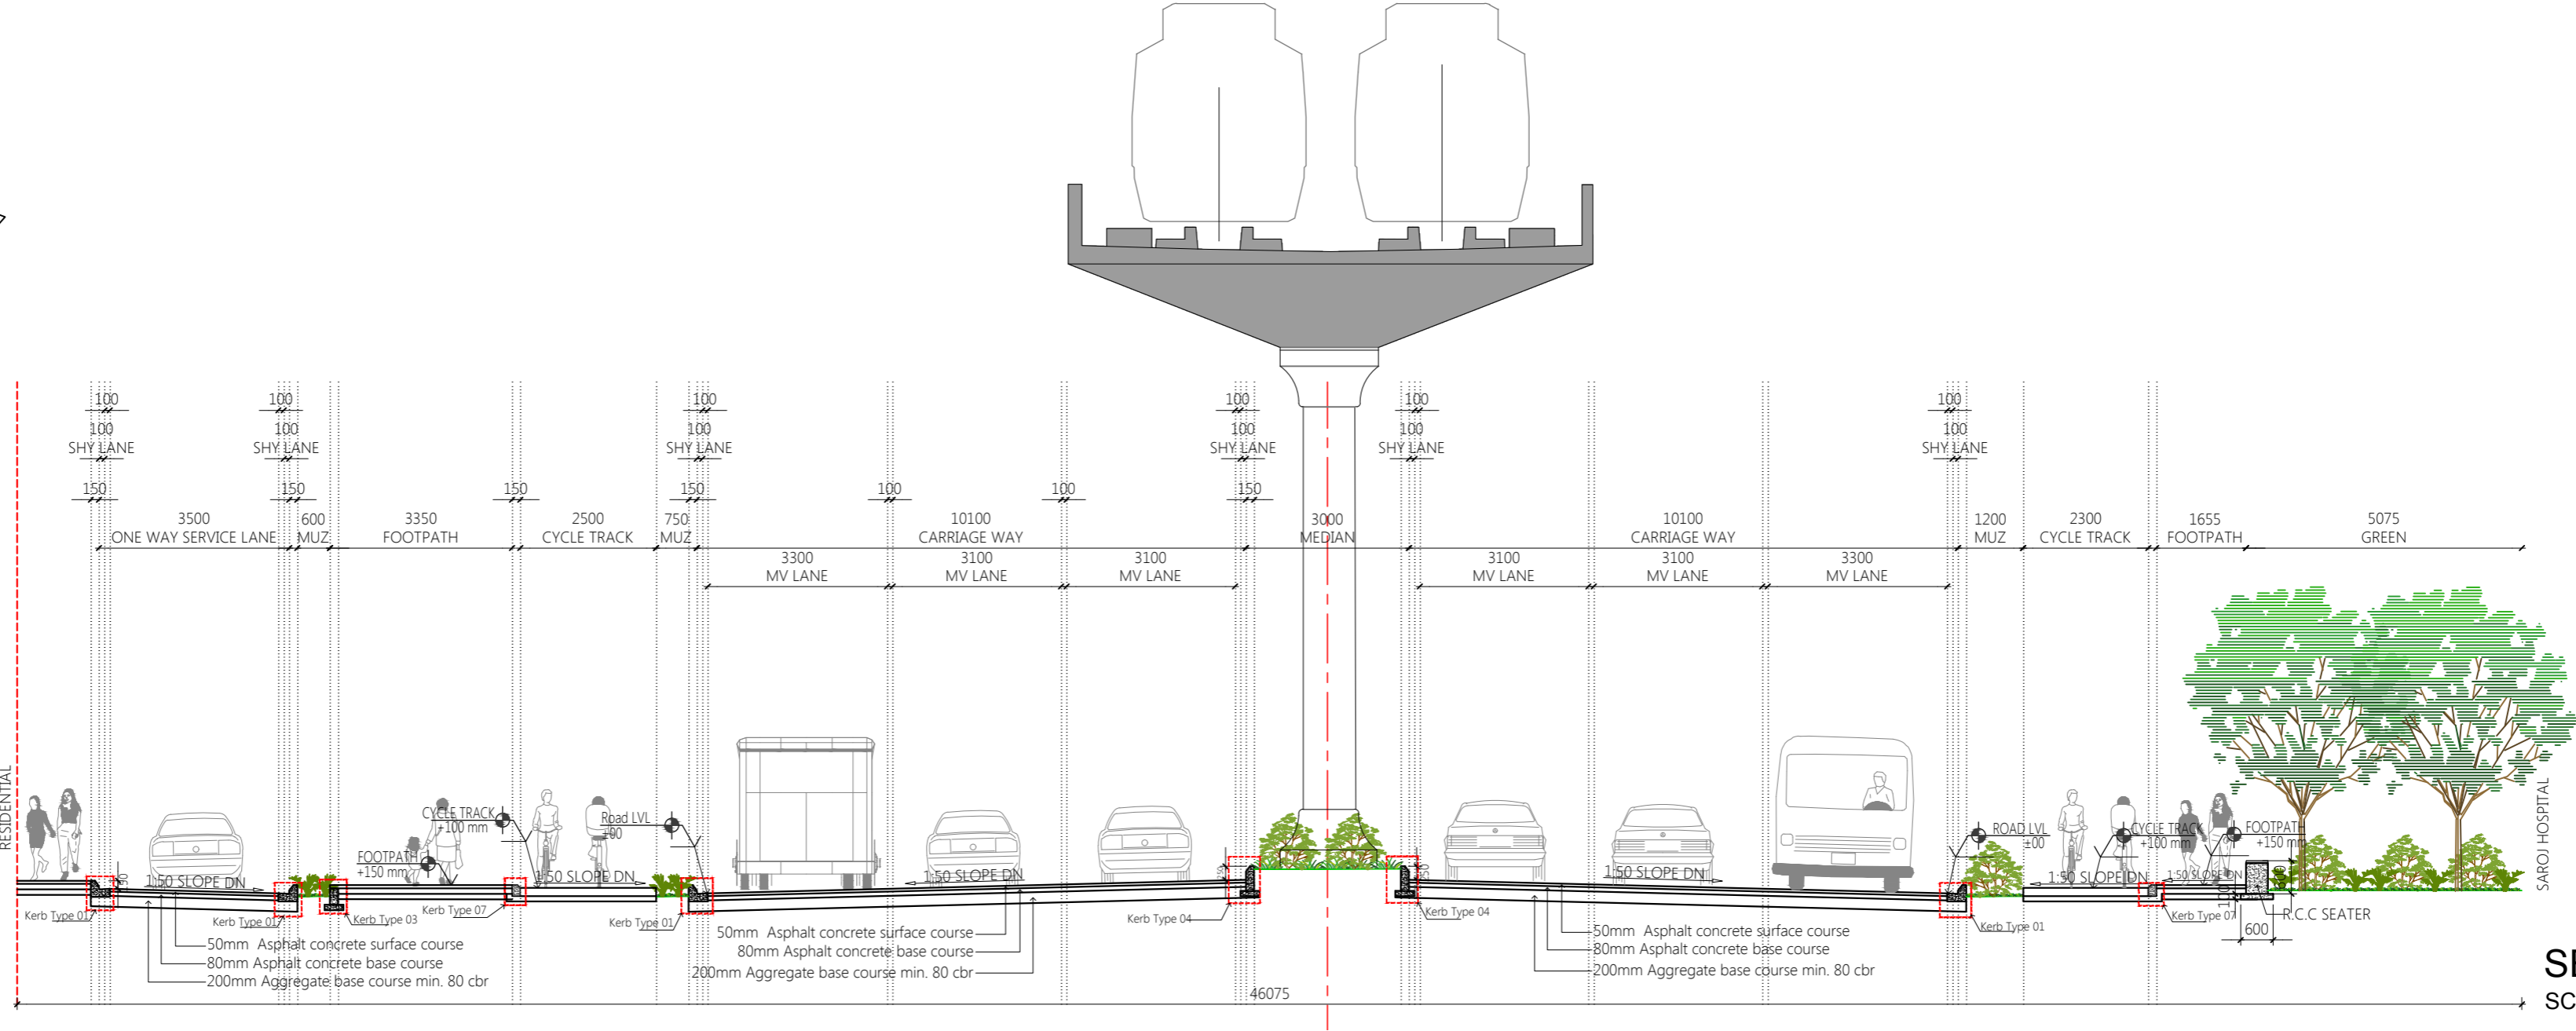 100 100 100 100 100 100
100 100 100 100 100 100
SHY LANE SHY LANE SHY LANE SHY LANE SHY LANE SHY LANE
150 150 150 150 100 100 150
3500 600 3350 2500 750 10100 3000 10100 1200 2300 1655 5075
ONE WAY SERVICE LANE MUZ FOOTPATH CYCLE TRACK MUZ CARRIAGE WAY MEDIAN CARRIAGE WAY MUZ CYCLE TRACK FOOTPATH GREEN
3300 3100 3100 3100 3100 3300
MV LANE MV LANE MV LANE MV LANE MV LANE MV LANE
RESIDENTIAL
CYCLE TRACK
+100 mm
Road LVL
±00
FOOTPATH
+150 mm
ROAD LVL
±00
CYCLE TRACK
+100 mm
FOOTPATH
+150 mm
SAROJ HOSPITAL
1:50 SLOPE DN 1:50 SLOPE DN 1:50 SLOPE DN 1:50 SLOPE DN 1:50 SLOPE DN 1:50 SLOPE DN
Kerb Type 01 Kerb Type 01 Kerb Type 03 Kerb Type 07 Kerb Type 01 Kerb Type 04 Kerb Type 04 Kerb Type 01 Kerb Type 07
R.C.C SEATER
600
50mm Asphalt concrete surface course
80mm Asphalt concrete base course
200mm Aggregate base course min. 80 cbr
50mm Asphalt concrete surface course
80mm Asphalt concrete base course
200mm Aggregate base course min. 80 cbr
50mm Asphalt concrete surface course
80mm Asphalt concrete base course
200mm Aggregate base course min. 80 cbr
46075